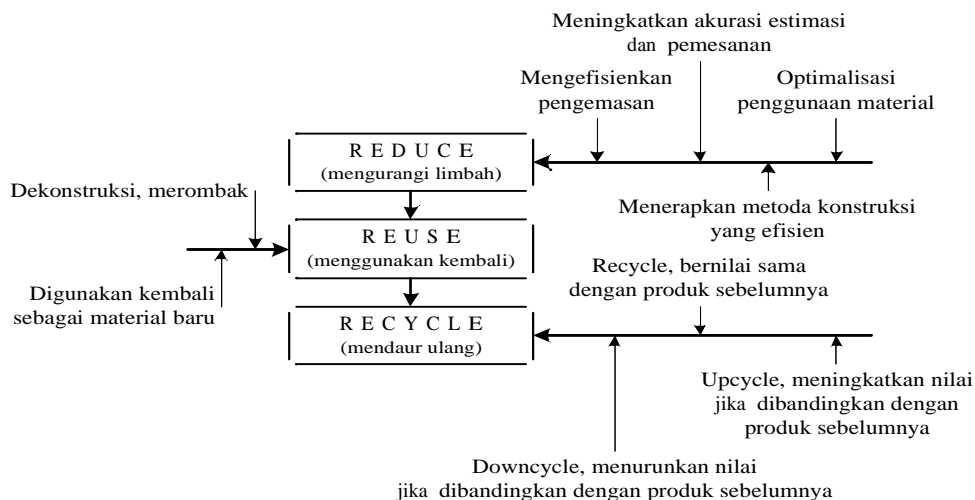 Meningkatkan akurasi estimasi
dan pemesanan
Mengefisienkan
pengemasan
Optimalisasi
penggunaan material
R E D U C E
(mengurangi limbah)
Menerapkan metoda konstruksi
yang efisien
Dekonstruksi, merombak
R E U S E
(menggunakan kembali)
Digunakan kembali
sebagai material baru
Recycle, bernilai sama
dengan produk sebelumnya
R E C Y C L E
(mendaur ulang)
Upcycle, meningkatkan nilai
jika dibandingkan dengan
produk sebelumnya
Downcycle, menurunkan nilai
jika dibandingkan dengan produk sebelumnya